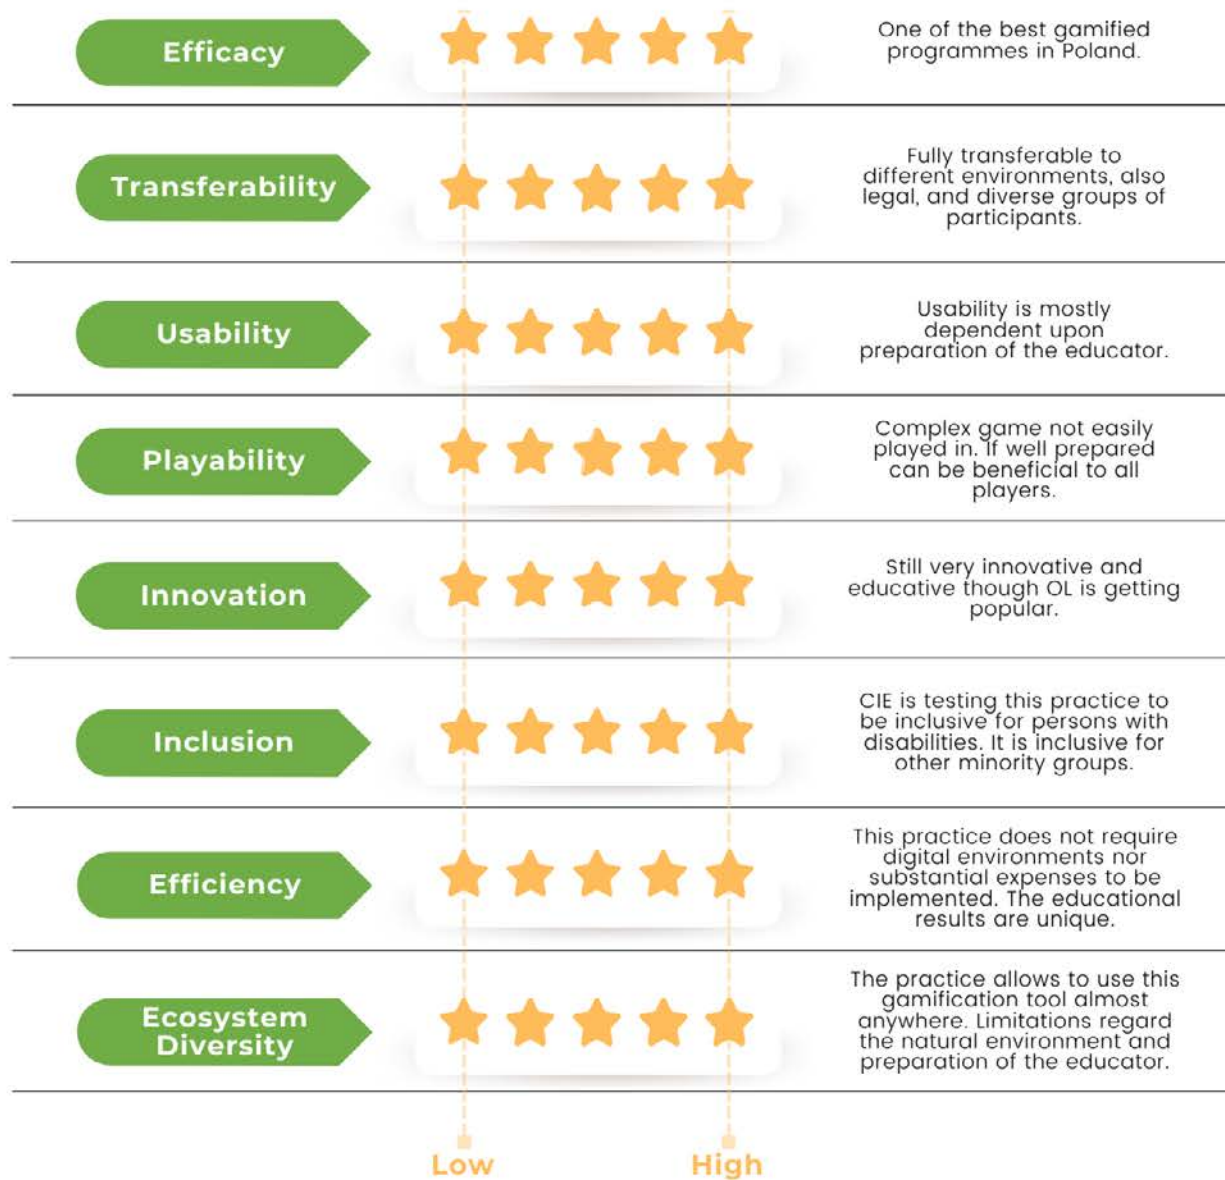 Efficacy
One of the best gamified
programmes in Poland.
Transferability
Fully transferable to
different environments, also
legal, and diverse groups of
participants.
Usability
Usability is mostly
dependent upon
preparation of the educator.
Playability
Complex game not easily
played in. If well prepared
can be beneficial to all
players.
Innovation
Still very innovative and
educative though OL is getting
popular.
Inclusion
CIE is testing this practice to
be inclusive for persons with
disabilities. It is inclusive for
other minority groups.
Efficiency
This practice does not require
digital environments nor
substantial expenses to be
implemented. The educational
results are unique.
Ecosystem
Diversity
The practice allows to use this
gamification tool almost
anywhere. Limitations regard
the natural environment and
preparation of the educator.
Low
High